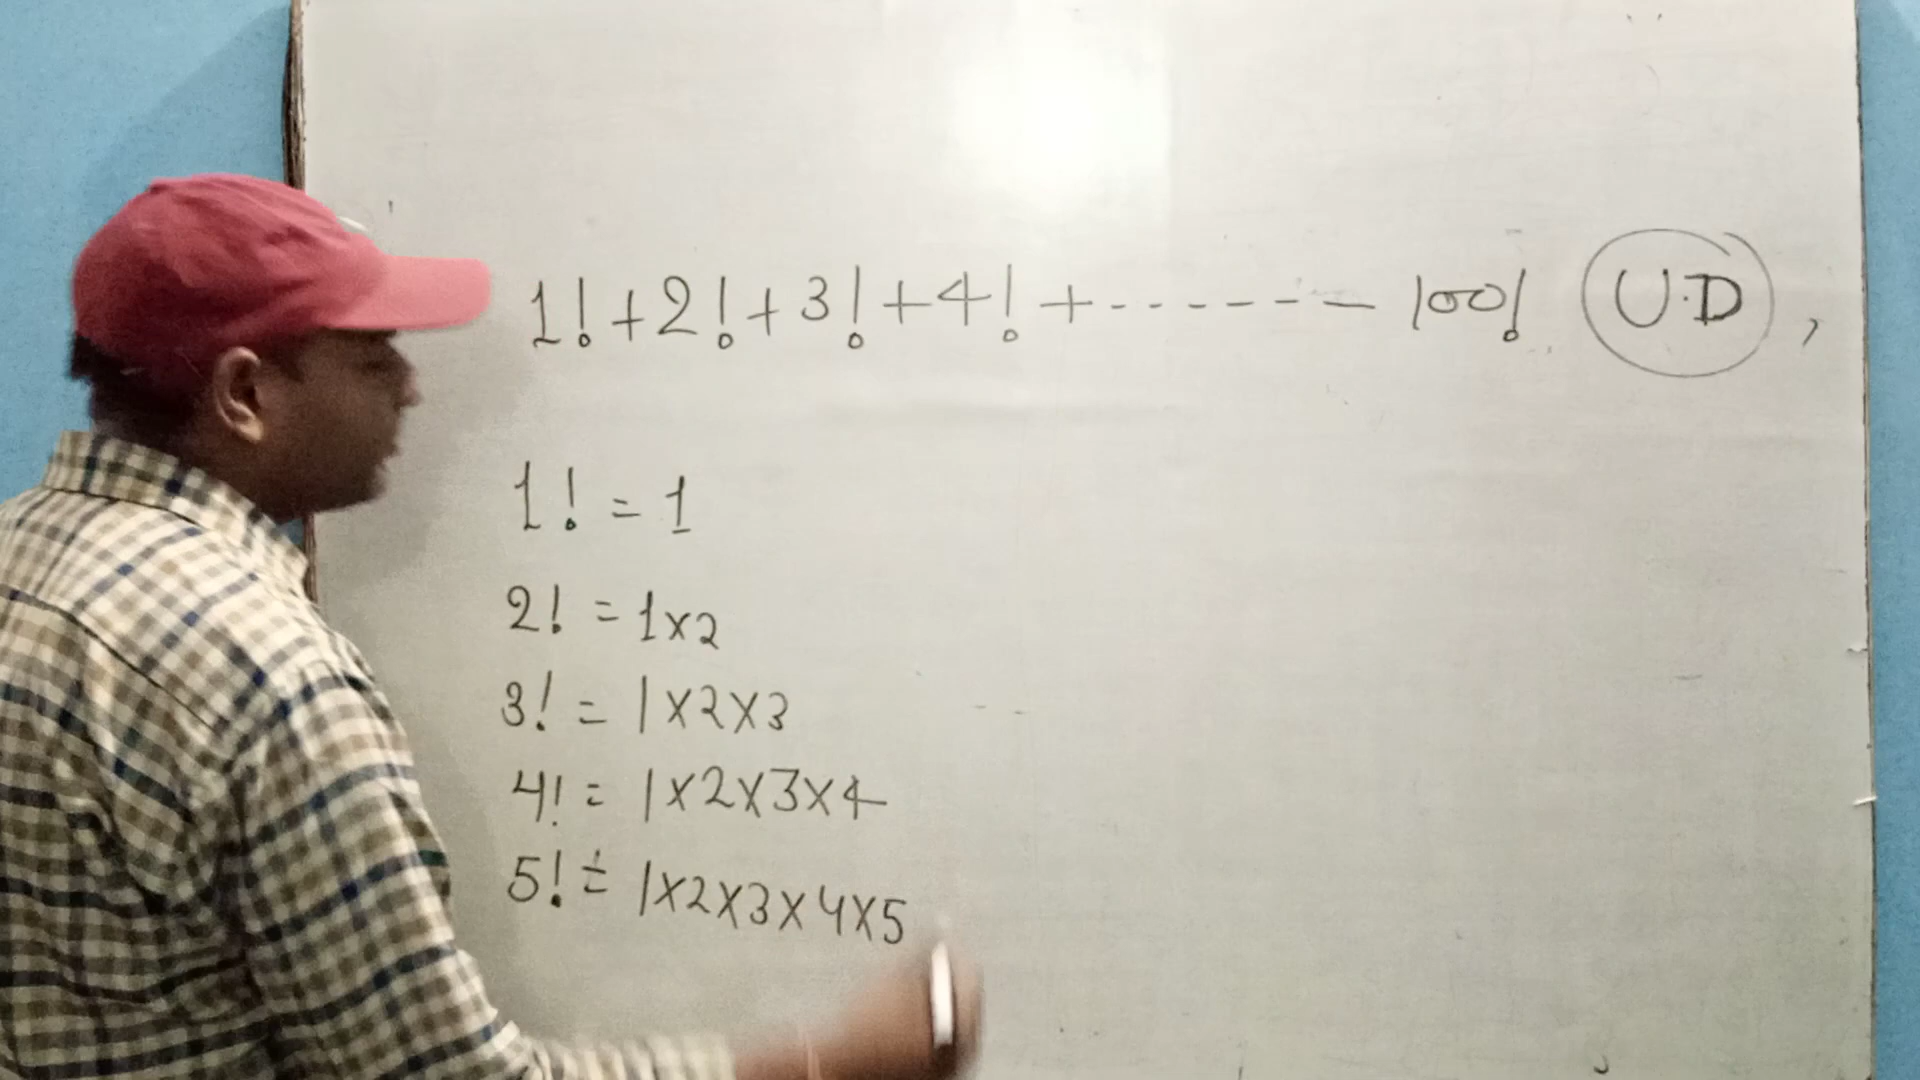 1! + 2! + 3! + 4! + - - - - - - - 100! U.D ,
1! = 1
2! = 1x2
3! = 1x2x3
4! = 1x2x3x4
5! = 1x2x3x4x5